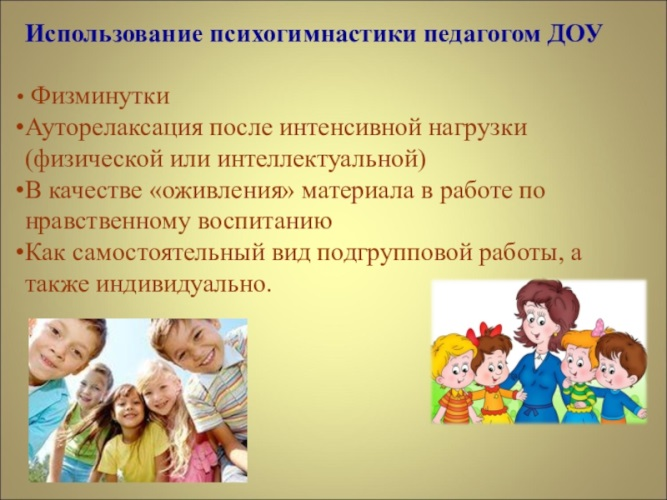 Использование психогимнастики педагогом ДОУ
• Физминутки
•Ауторелаксация после интенсивной нагрузки
(физической или интеллектуальной)
•В качестве «оживления» материала в работе по
нравственному воспитанию
•Как самостоятельный вид подгрупповой работы, а
также индивидуально.